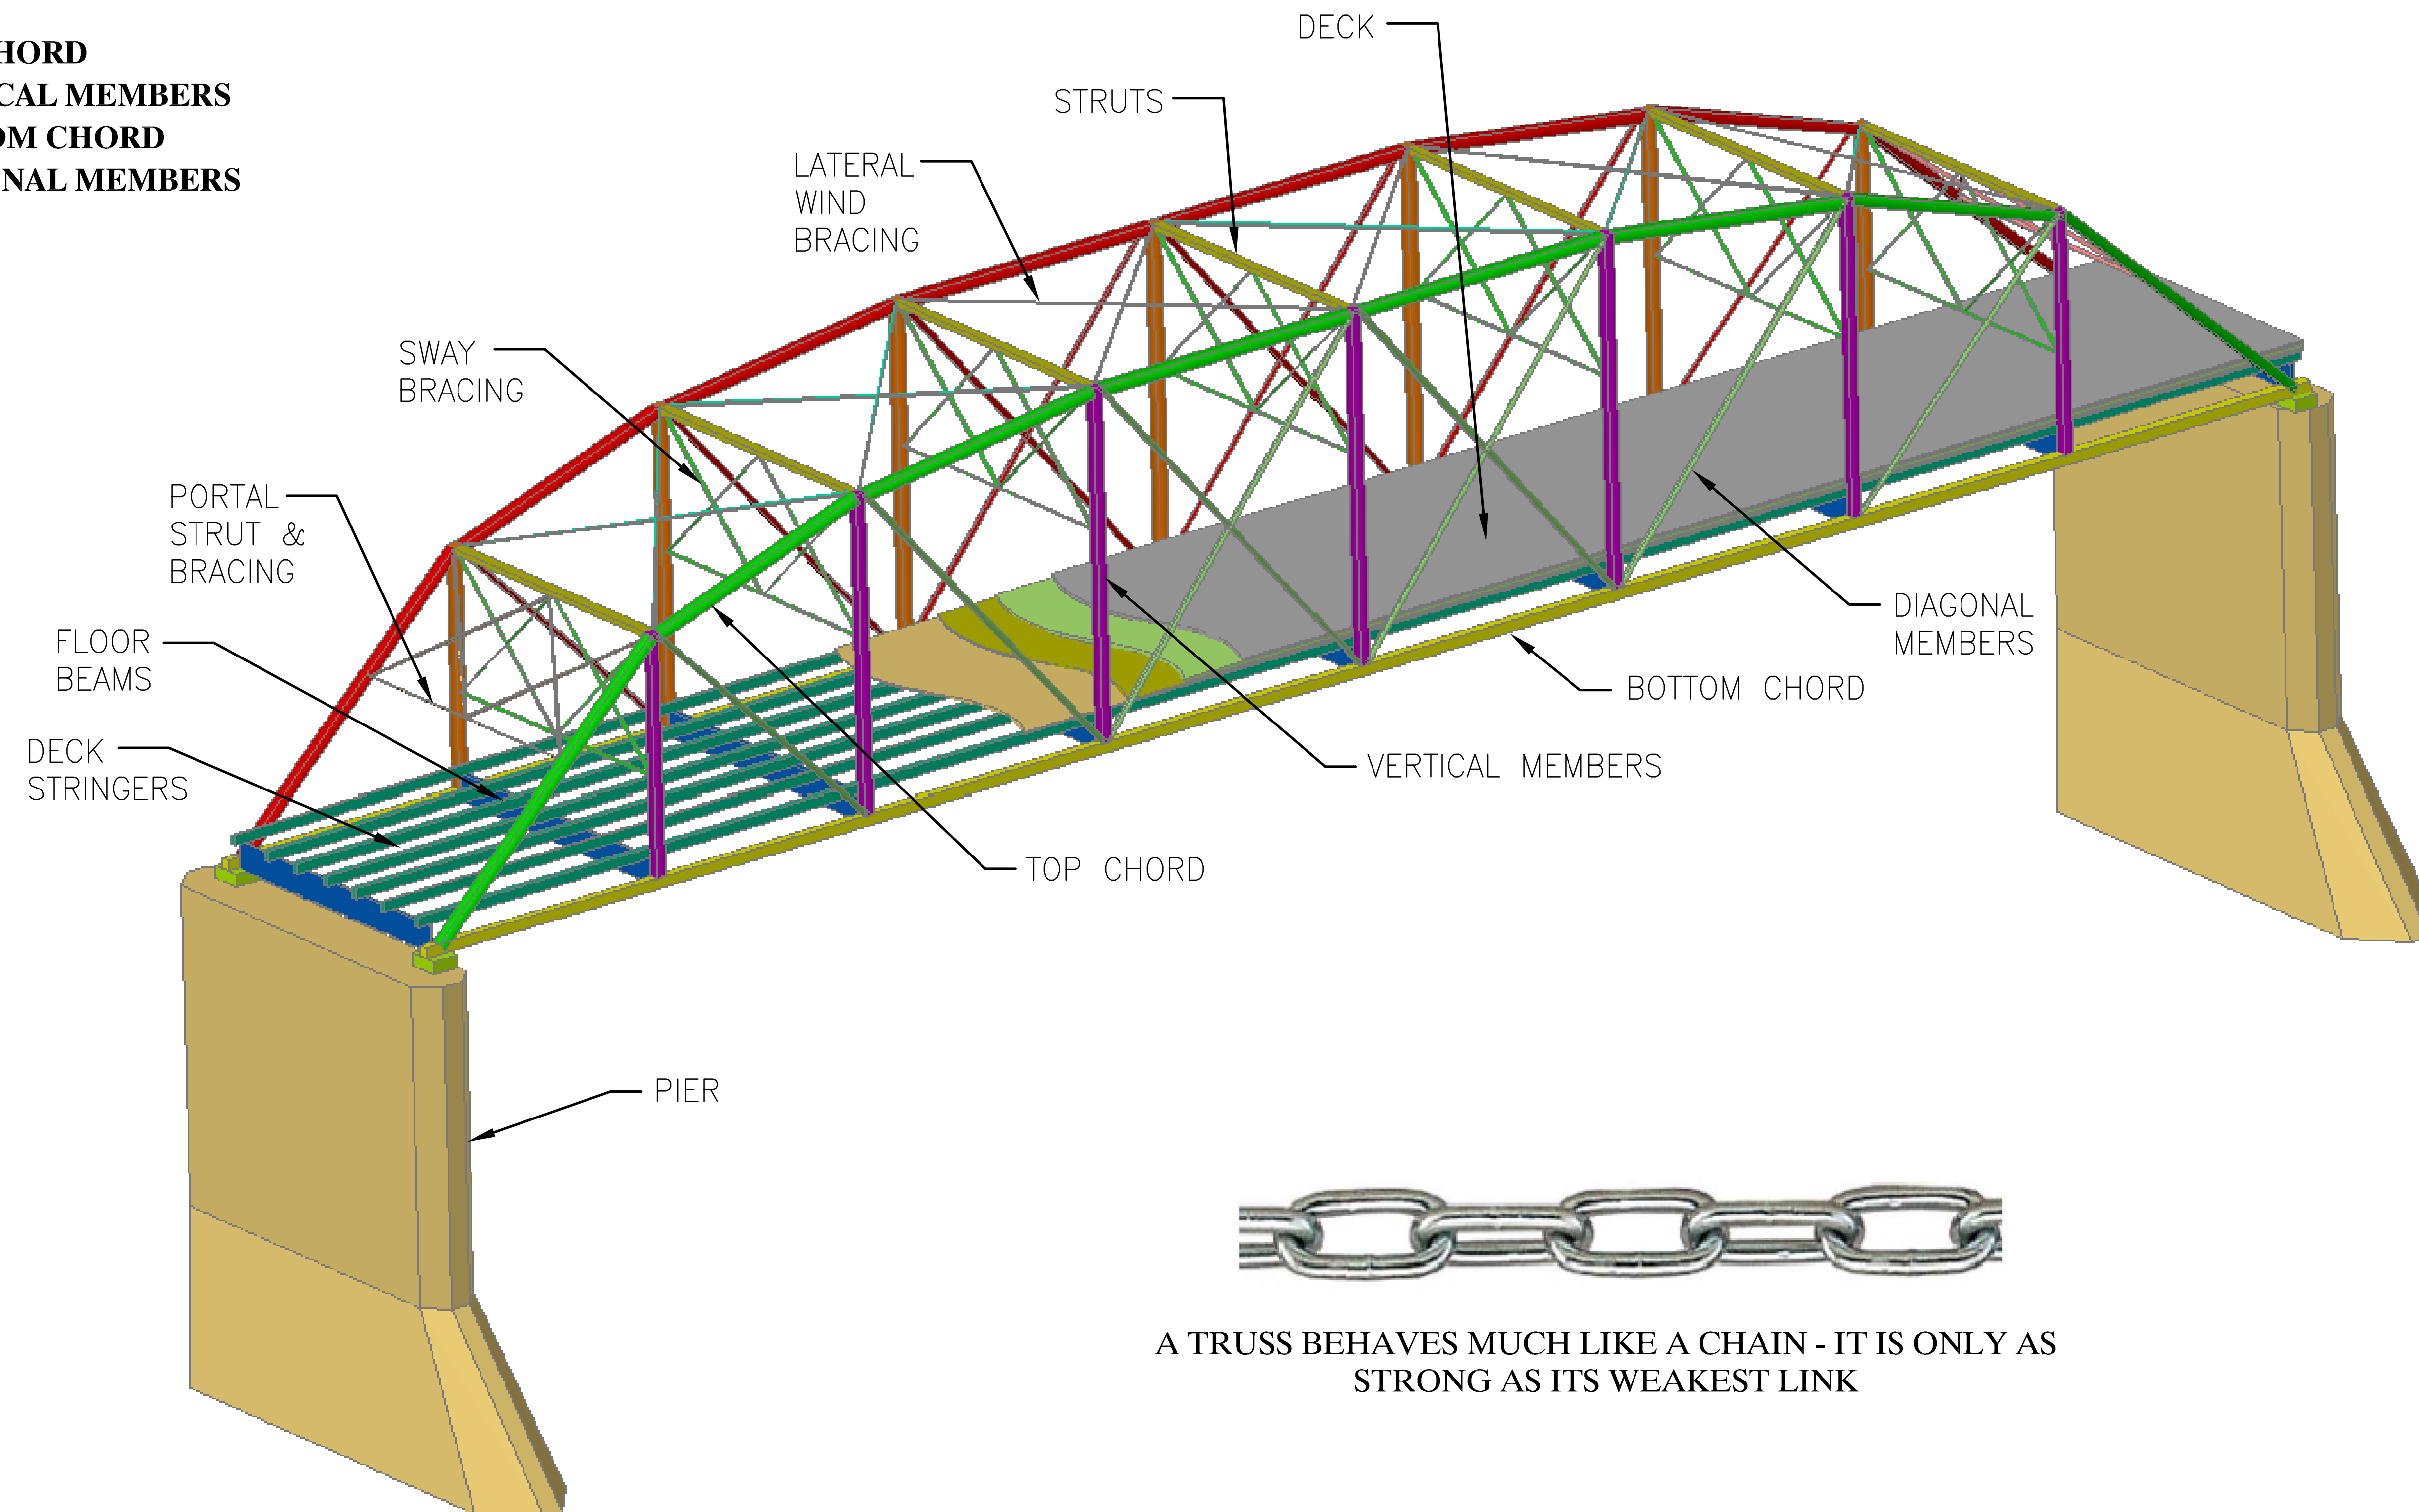 HORD
CAL MEMBERS
OM CHORD
NAL MEMBERS
DECK
STRUTS
LATERAL
WIND
BRACING
SWAY
BRACING
PORTAL
STRUT &
BRACING
FLOOR
BEAMS
DECK
STRINGERS
DIAGONAL
MEMBERS
BOTTOM CHORD
VERTICAL MEMBERS
TOP CHORD
PIER
A TRUSS BEHAVES MUCH LIKE A CHAIN - IT IS ONLY AS
STRONG AS ITS WEAKEST LINK